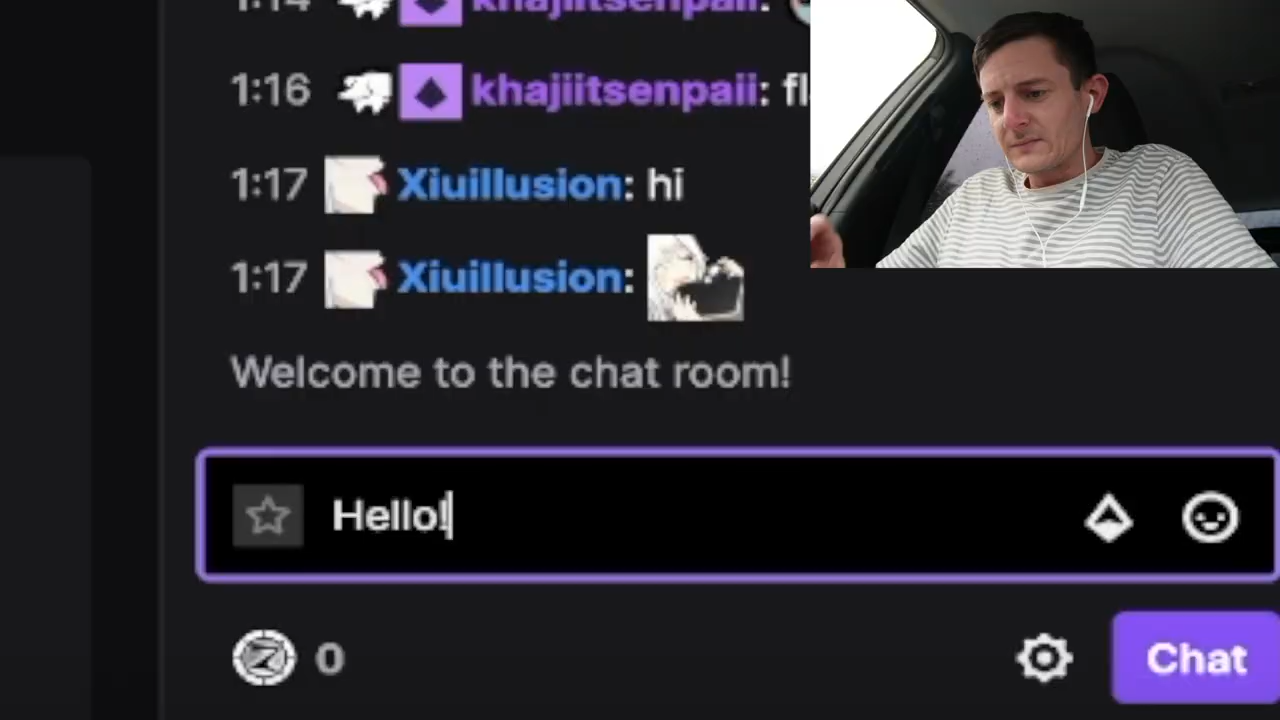 1:14 khajiitsenpaii:
1:16 khajiitsenpaii: fl
1:17 Xiuillusion: hi
1:17 Xiuillusion:
Welcome to the chat room!
Hello!
0
Chat